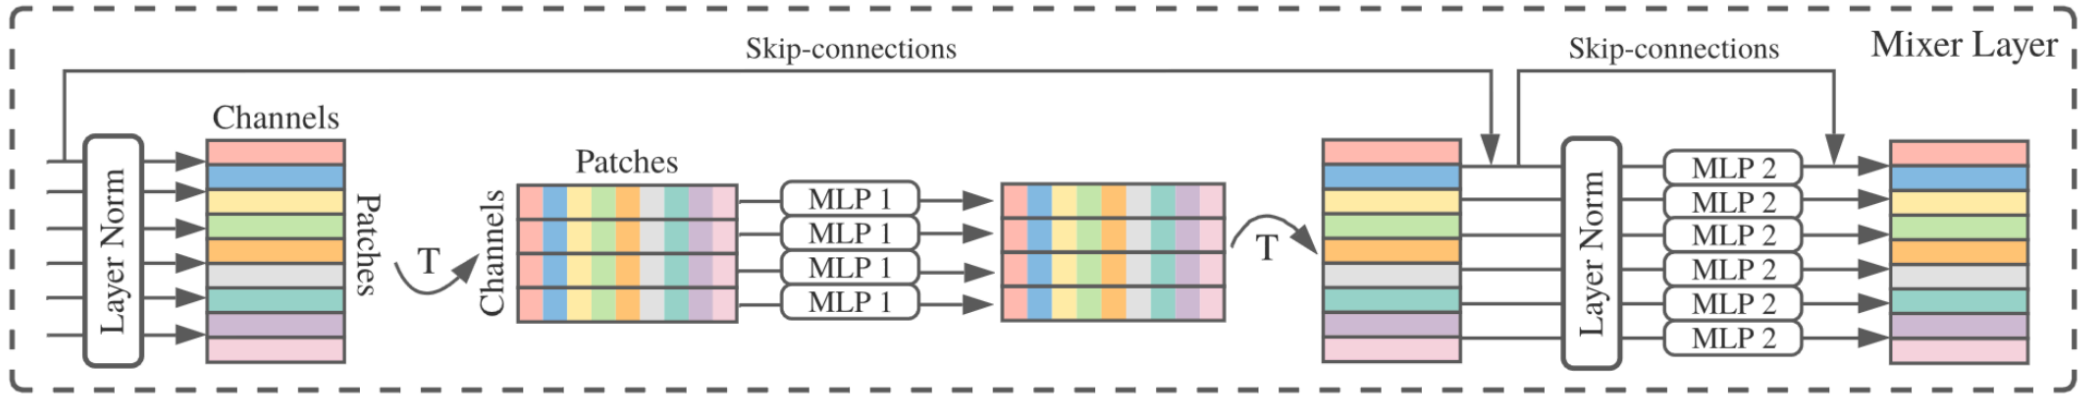 Skip-connections
Skip-connections
Mixer Layer
Layer Norm
Channels
Patches
T
Channels
Patches
MLP 1
MLP 1
MLP 1
MLP 1
T
Layer Norm
MLP 2
MLP 2
MLP 2
MLP 2
MLP 2
MLP 2